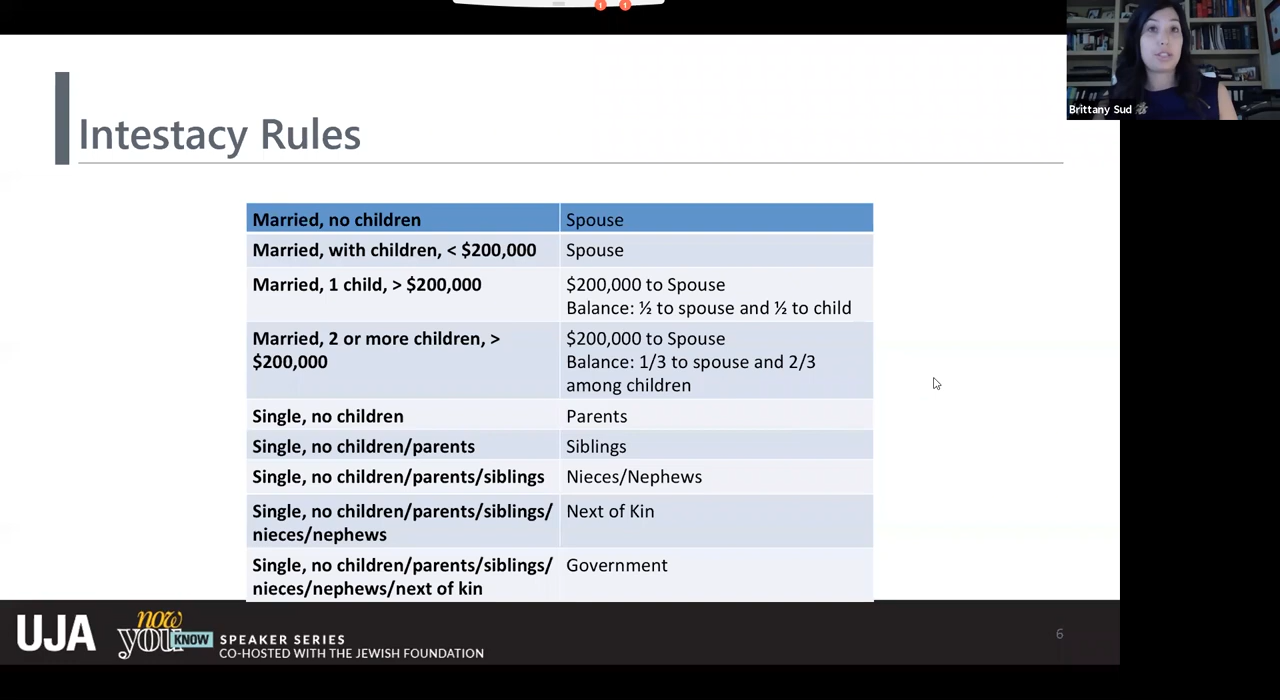 1 1
Brittany Sud
Intestacy Rules
Married, no children
Spouse
Married, with children, < $200,000
Spouse
Married, 1 child, > $200,000
$200,000 to Spouse
Balance: ½ to spouse and ½ to child
Married, 2 or more children, >
$200,000
$200,000 to Spouse
Balance: 1/3 to spouse and 2/3
among children
Single, no children
Parents
Single, no children/parents
Siblings
Single, no children/parents/siblings
Nieces/Nephews
Single, no children/parents/siblings/
nieces/nephews
Next of Kin
Single, no children/parents/siblings/
nieces/nephews/next of kin
Government
UJA
now
you KNOW
SPEAKER SERIES
CO-HOSTED WITH THE JEWISH FOUNDATION
6